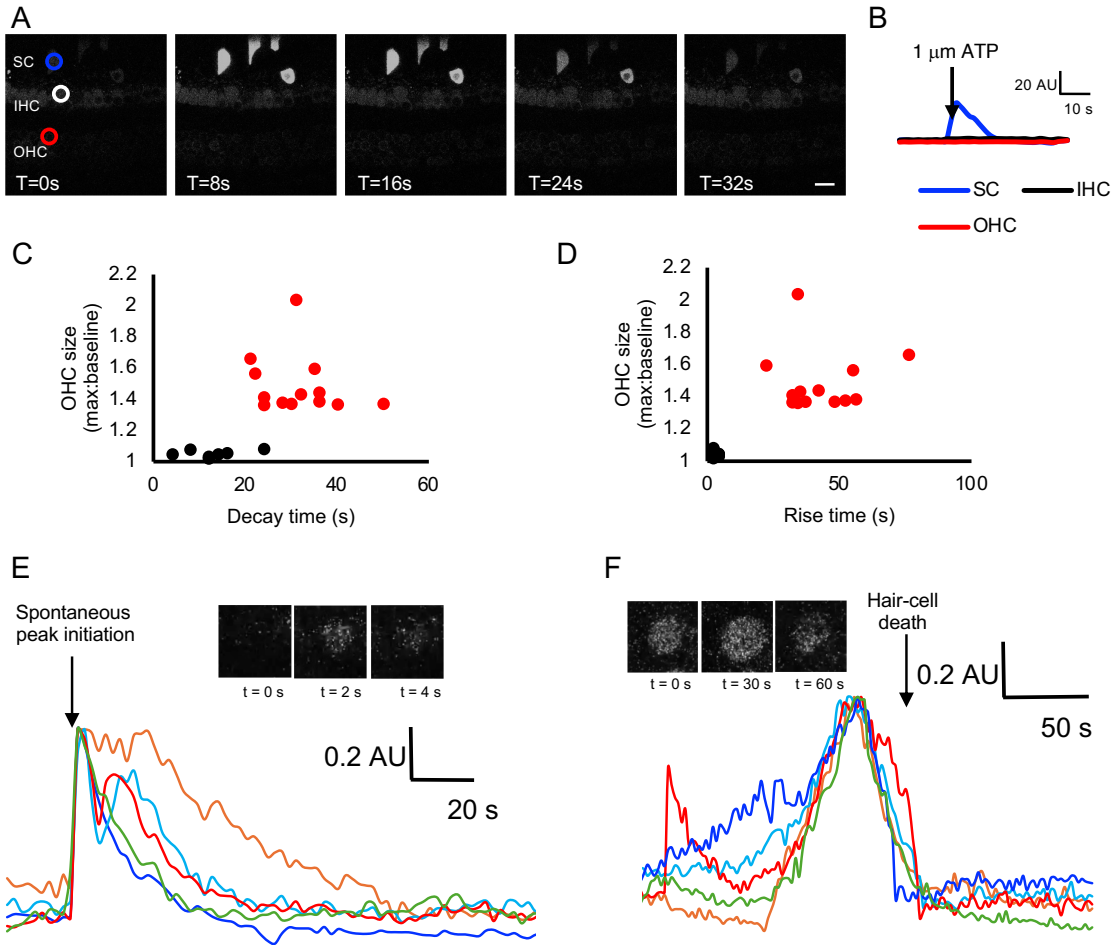 A
SC
IHC
OHC
T=0s
T=8s
T=16s
T=24s
T=32s
B
1 μm ATP
20 AU
10 s
SC
IHC
OHC
C
OHC size
(max:baseline)
2.2
2
1.8
1.6
1.4
1.2
1
0
20
40
60
Decay time (s)
D
OHC size
(max:baseline)
2.2
2
1.8
1.6
1.4
1.2
1
0
50
100
Rise time (s)
E
Spontaneous
peak initiation
t = 0 s
t = 2 s
t = 4 s
0.2 AU
20 s
F
Hair-cell
death
t = 0 s
t = 30 s
t = 60 s
0.2 AU
50 s